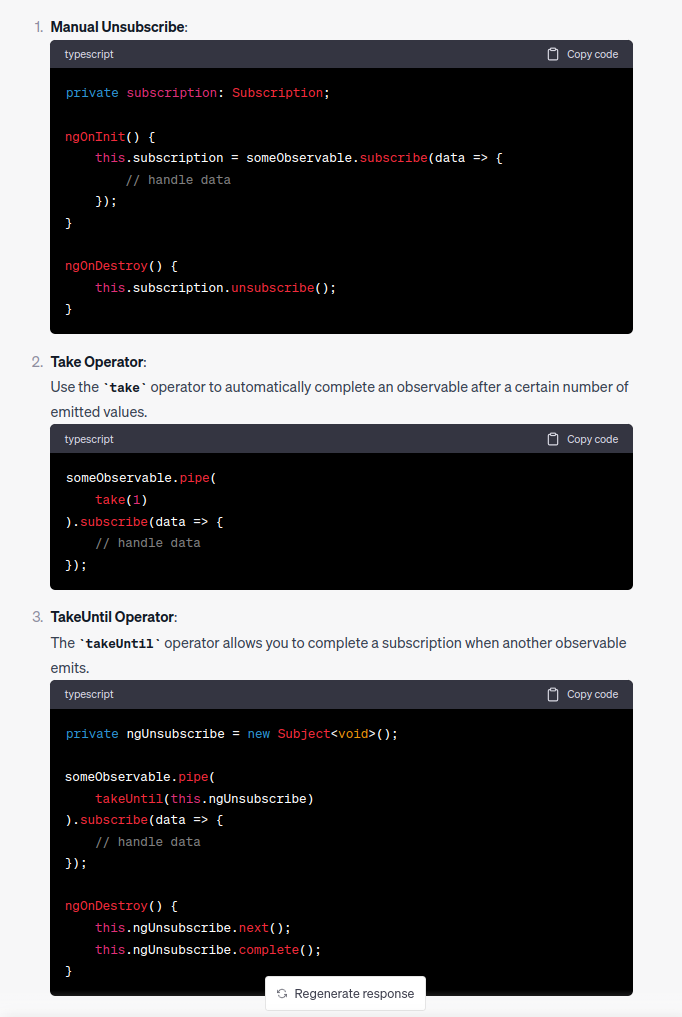 1. Manual Unsubscribe:
typescript Copy code
private subscription: Subscription;
ngOnInit() {
this.subscription = someObservable.subscribe(data => {
// handle data
});
}
ngOnDestroy() {
this.subscription.unsubscribe();
}
2. Take Operator:
Use the `take` operator to automatically complete an observable after a certain number of
emitted values.
typescript Copy code
someObservable.pipe(
take(1)
).subscribe(data => {
// handle data
});
3. TakeUntil Operator:
The `takeUntil` operator allows you to complete a subscription when another observable
emits.
typescript Copy code
private ngUnsubscribe = new Subject<void>();
someObservable.pipe(
takeUntil(this.ngUnsubscribe)
).subscribe(data => {
// handle data
});
ngOnDestroy() {
this.ngUnsubscribe.next();
this.ngUnsubscribe.complete();
}
Regenerate response